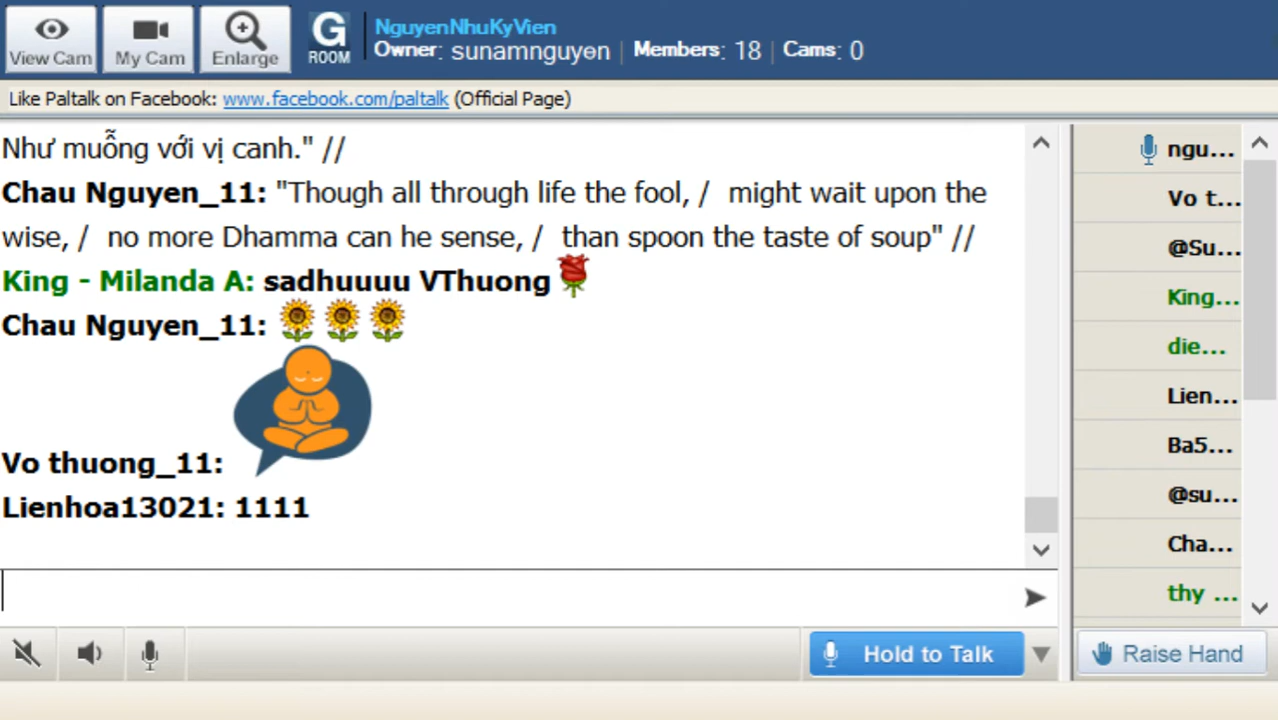 NguyenNhuKyVien
View Cam
My Cam
Enlarge
G
ROOM
Owner: sunamnguyen | Members: 18 | Cams: 0
Like Paltalk on Facebook: www.facebook.com/paltalk (Official Page)
Như muỗng với vị canh." //
Chau Nguyen_11: "Though all through life the fool, / might wait upon the
wise, / no more Dhamma can he sense, / than spoon the taste of soup" //
King - Milanda A: sadhuuuu VThuong
Chau Nguyen_11:
Vo thuong_11:
Lienhoa13021: 1111
ngu...
Vo t...
@Su...
King...
die...
Lien...
Ba5...
@su...
Cha...
thy ...
Hold to Talk
Raise Hand